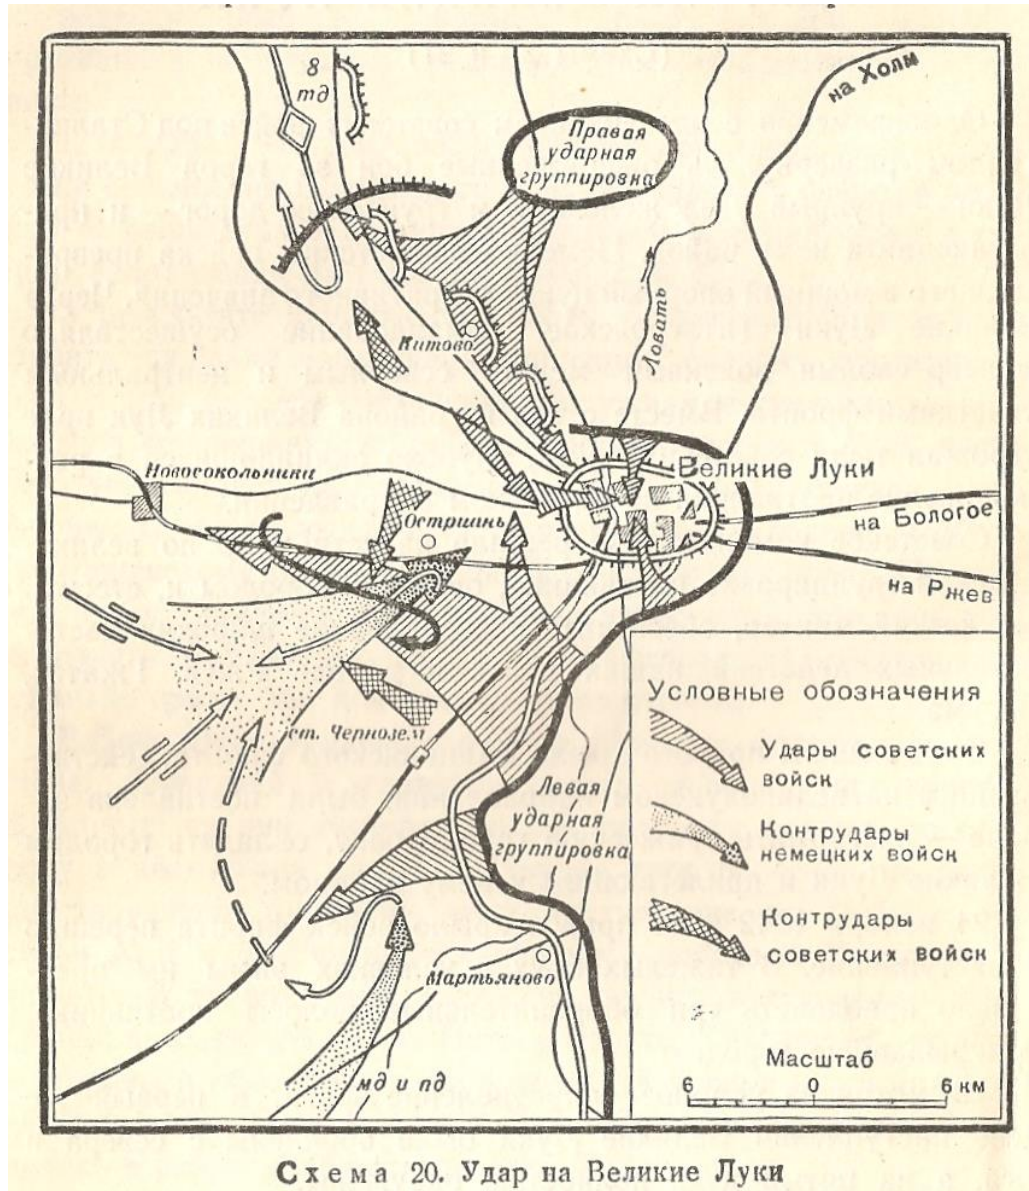 8
тд
на Холм
Правая
ударная
группировка
Ловать
Китово
Новосокольники
Великие Луки
Остриань
на Бологое
на Ржев
ст. Чернозем
Левая
ударная
группировка
Мартьяново
мд и пд
Условные обозначения
Удары советских
войск
Контрудары
немецких войск
Контрудары
советских войск
Масштаб
6 0 6 км
Схема 20. Удар на Великие Луки